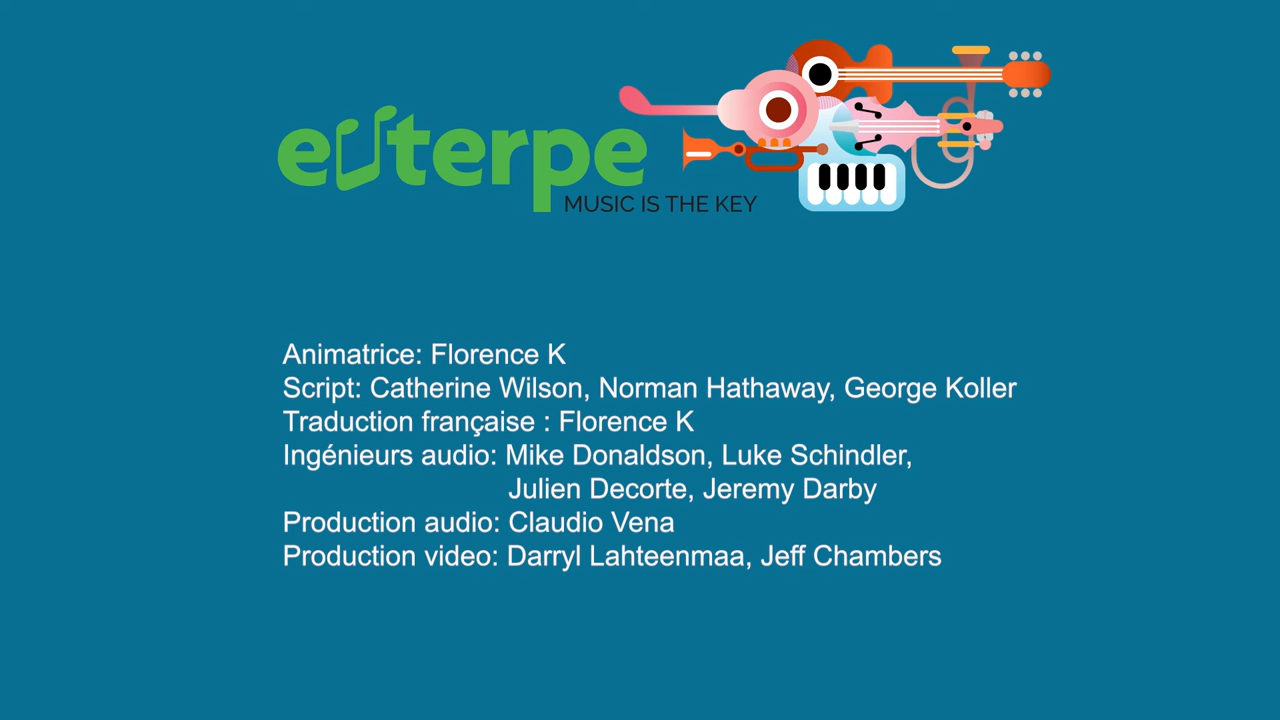 euterpe
MUSIC IS THE KEY
Animatrice: Florence K
Script: Catherine Wilson, Norman Hathaway, George Koller
Traduction française : Florence K
Ingénieurs audio: Mike Donaldson, Luke Schindler,
Julien Decorte, Jeremy Darby
Production audio: Claudio Vena
Production video: Darryl Lahteenmaa, Jeff Chambers